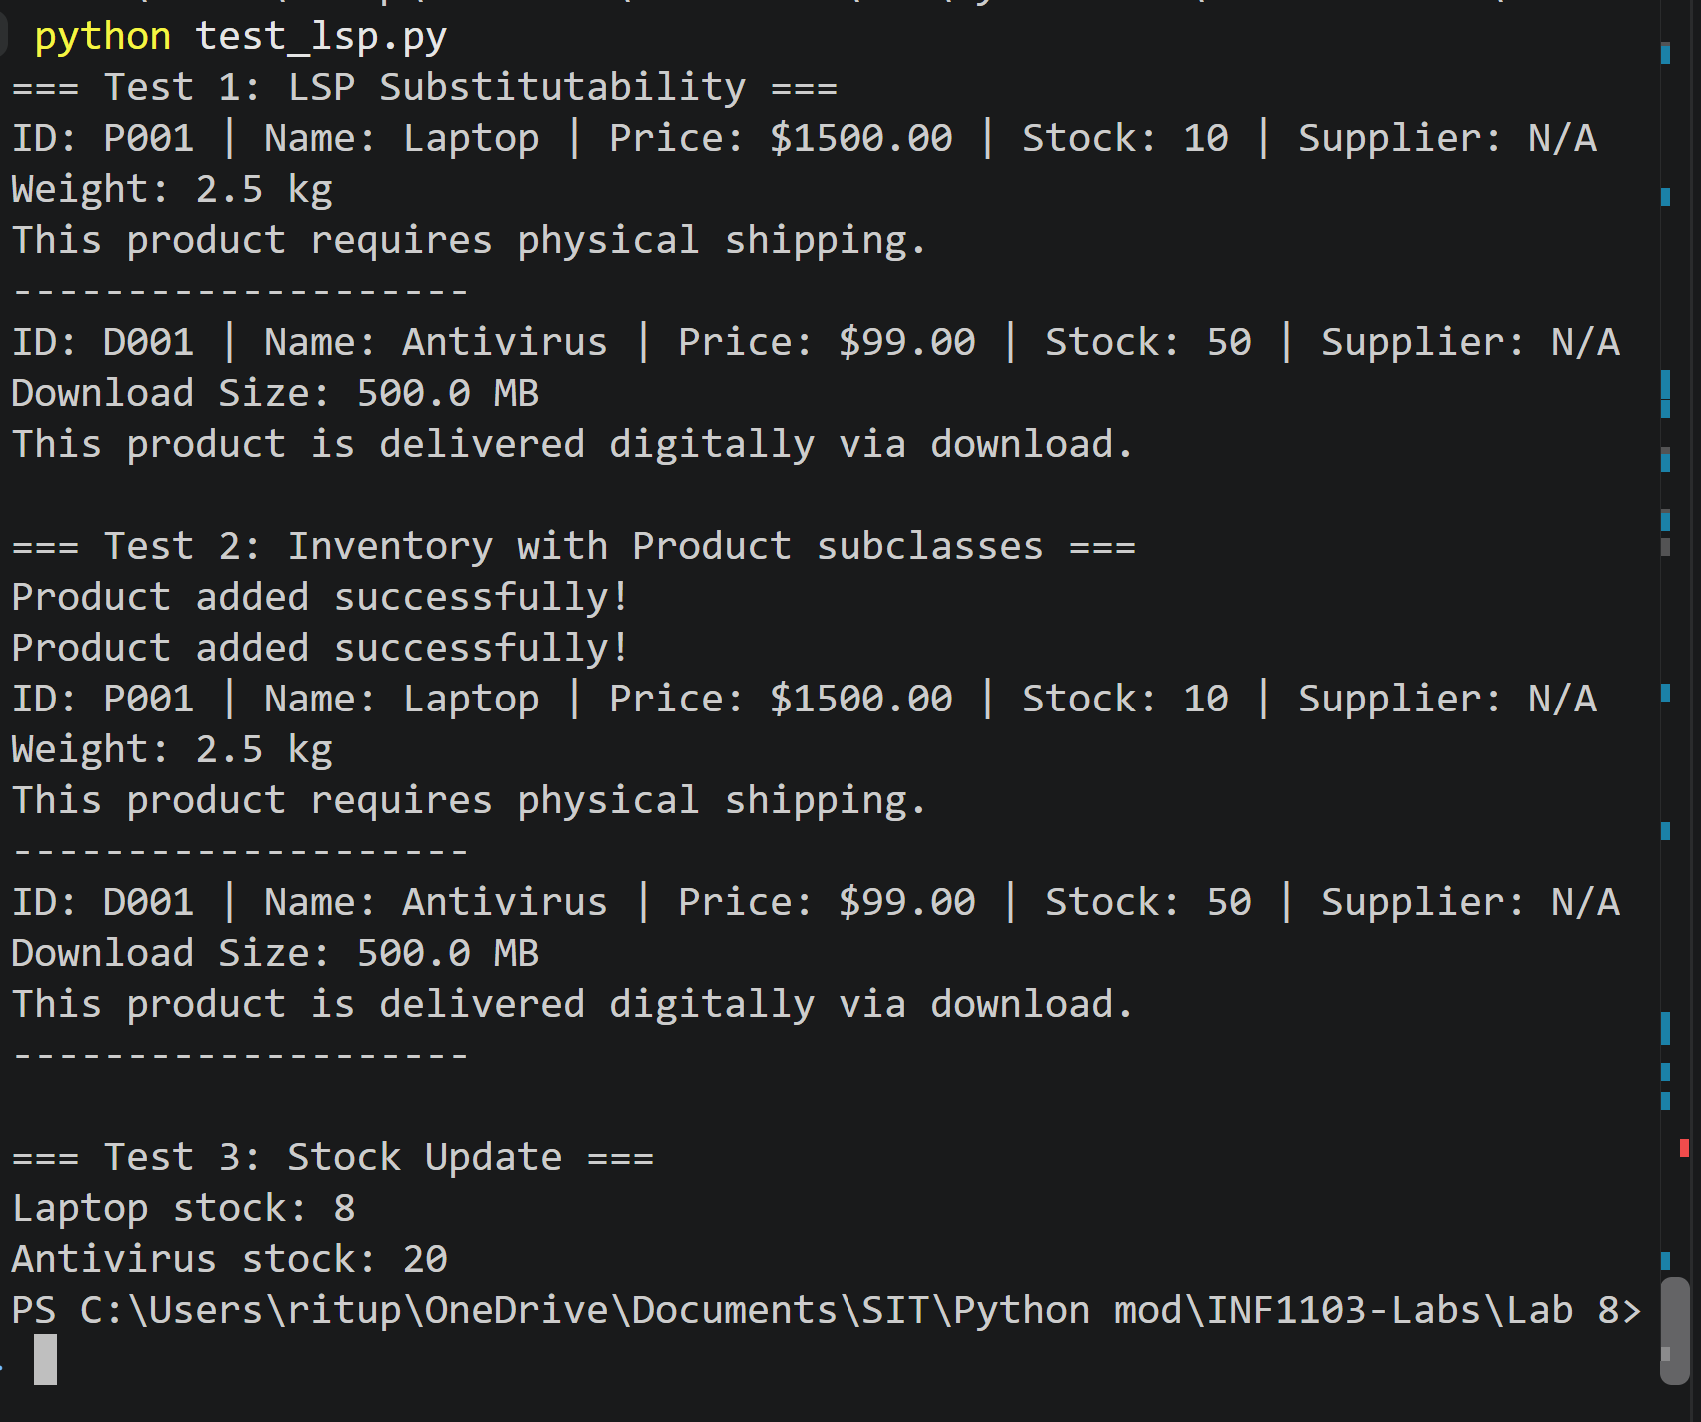 python test_lsp.py
=== Test 1: LSP Substitutability ===
ID: P001 | Name: Laptop | Price: $1500.00 | Stock: 10 | Supplier: N/A
Weight: 2.5 kg
This product requires physical shipping.
--------------------
ID: D001 | Name: Antivirus | Price: $99.00 | Stock: 50 | Supplier: N/A
Download Size: 500.0 MB
This product is delivered digitally via download.
=== Test 2: Inventory with Product subclasses ===
Product added successfully!
Product added successfully!
ID: P001 | Name: Laptop | Price: $1500.00 | Stock: 10 | Supplier: N/A
Weight: 2.5 kg
This product requires physical shipping.
--------------------
ID: D001 | Name: Antivirus | Price: $99.00 | Stock: 50 | Supplier: N/A
Download Size: 500.0 MB
This product is delivered digitally via download.
--------------------
=== Test 3: Stock Update ===
Laptop stock: 8
Antivirus stock: 20
PS C:\Users\ritup\OneDrive\Documents\SIT\Python mod\INF1103-Labs\Lab 8>